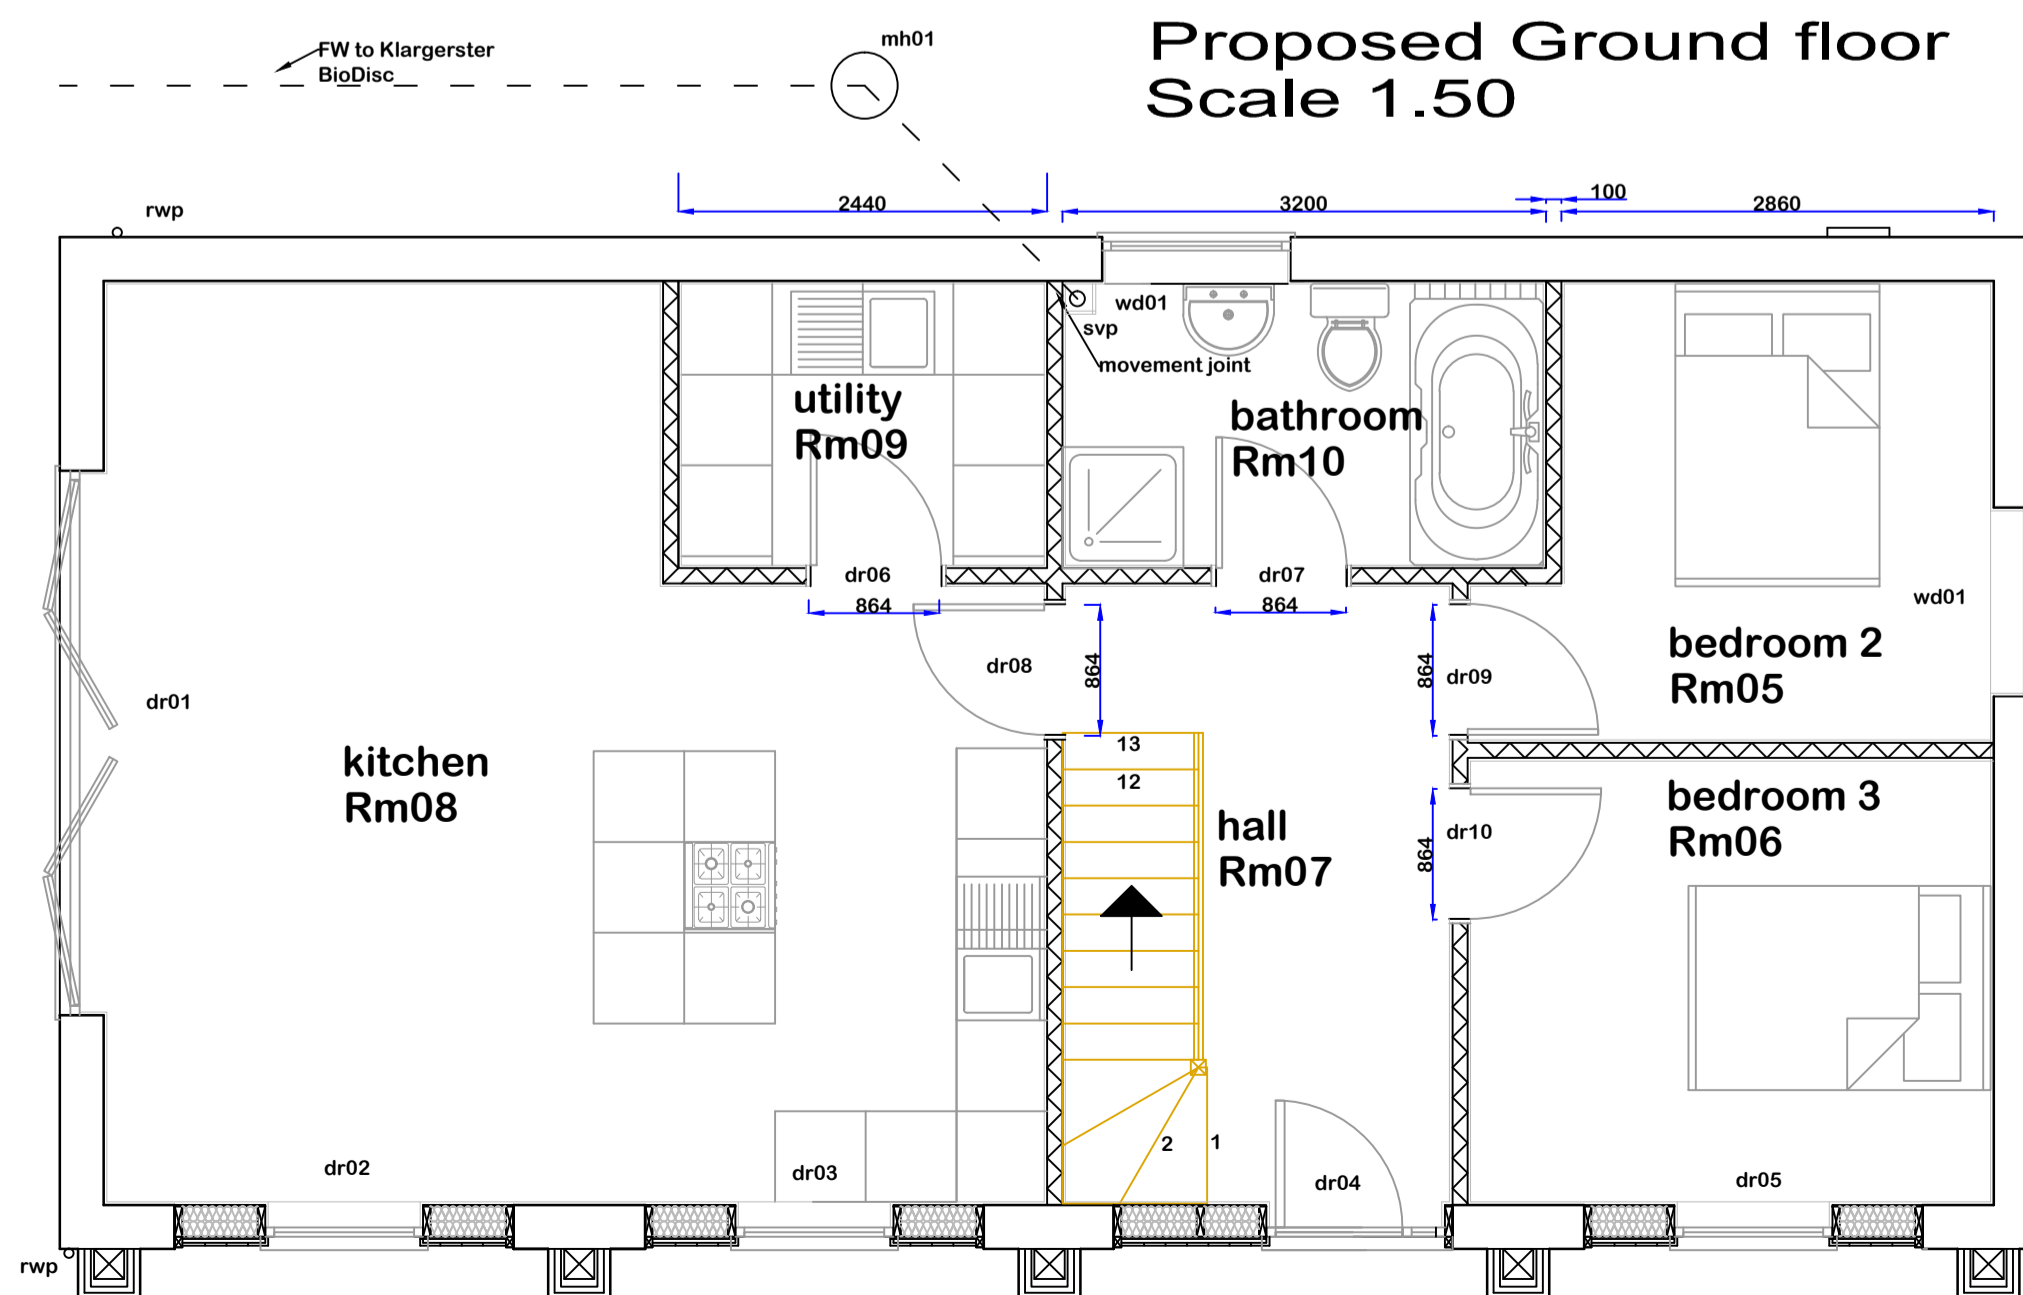 Proposed Ground floor
Scale 1.50
FW to Klargerster
BioDisc
mh01
rwp
2440
3200
100
2860
wd01
svp
movement joint
utility
Rm09
bathroom
Rm10
dr06
864
dr07
864
wd01
bedroom 2
Rm05
dr08
864
864
dr09
dr01
kitchen
Rm08
13
12
hall
Rm07
864
dr10
bedroom 3
Rm06
2
1
dr02
dr03
dr04
dr05
rwp